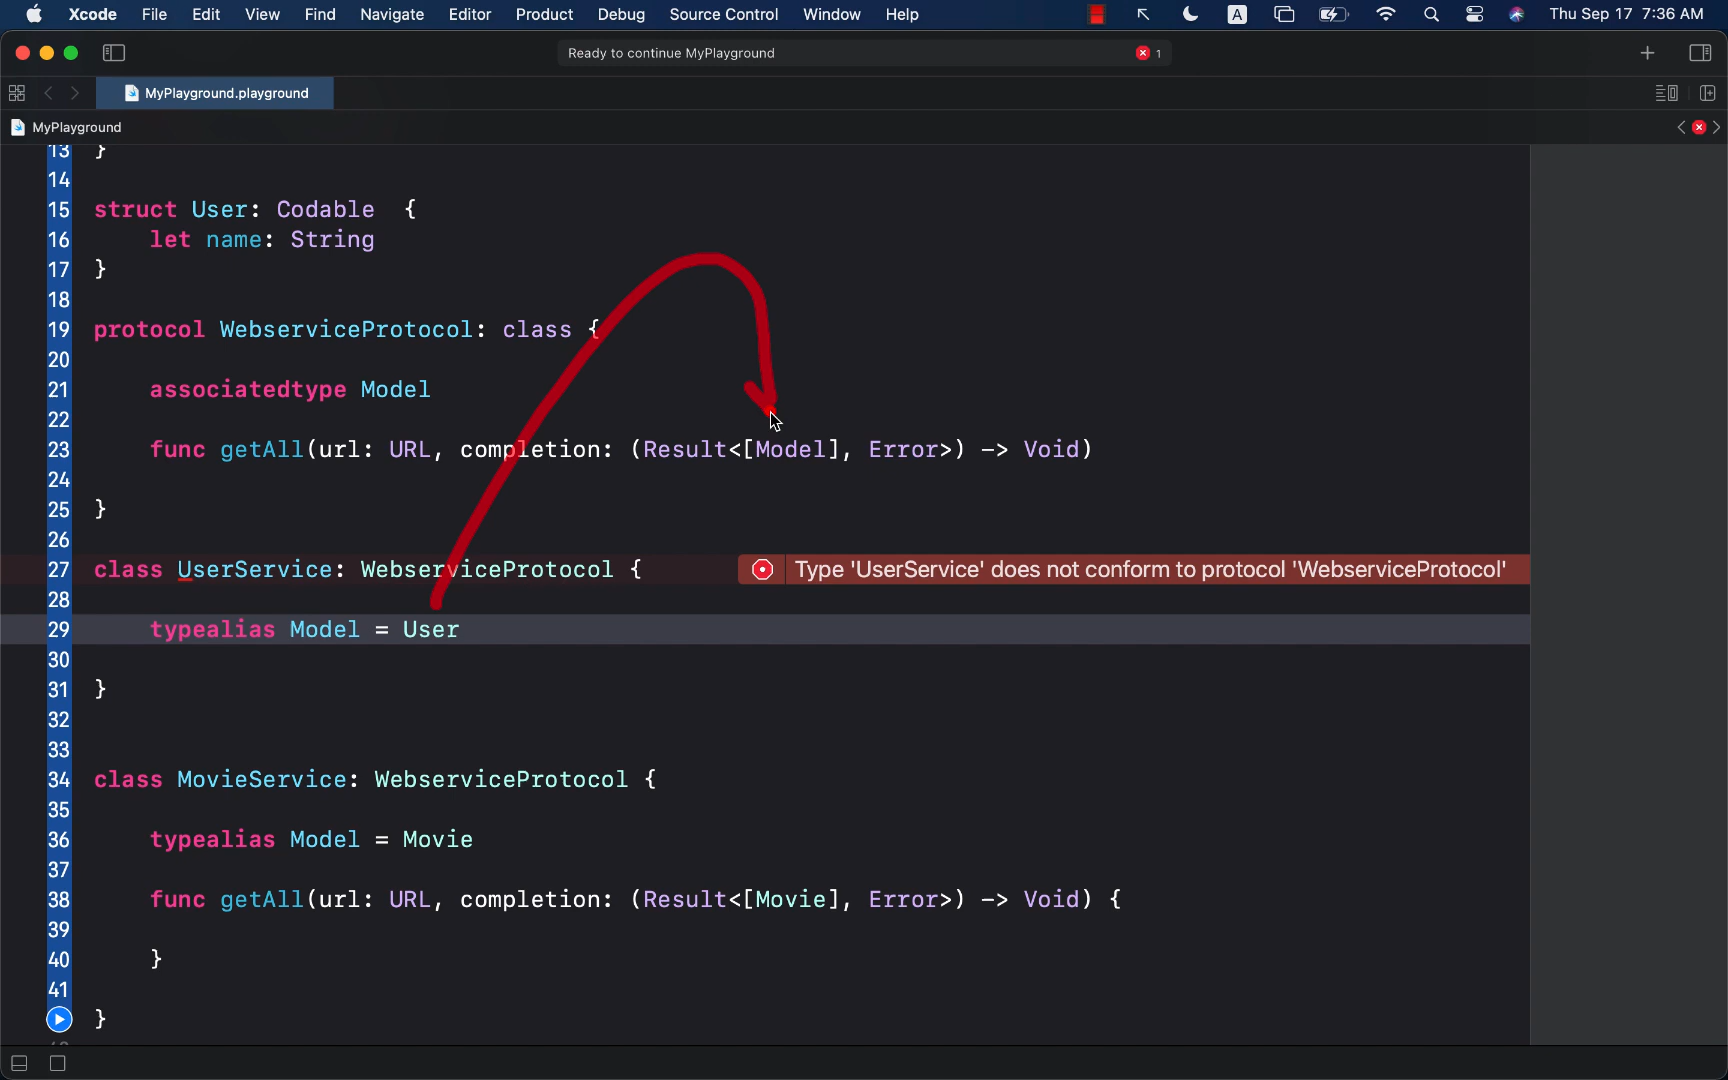 Xcode File Edit View Find Navigate Editor Product Debug Source Control Window Help A Thu Sep 17 7:36 AM
Ready to continue MyPlayground 1
MyPlayground.playground
MyPlayground
13 }
14
15 struct User: Codable {
16 let name: String
17 }
18
19 protocol WebserviceProtocol: class {
20
21 associatedtype Model
22
23 func getAll(url: URL, completion: (Result<[Model], Error>) -> Void)
24
25 }
26
27 class UserService: WebserviceProtocol { Type 'UserService' does not conform to protocol 'WebserviceProtocol'
28
29 typealias Model = User
30
31 }
32
33
34 class MovieService: WebserviceProtocol {
35
36 typealias Model = Movie
37
38 func getAll(url: URL, completion: (Result<[Movie], Error>) -> Void) {
39
40 }
41
}